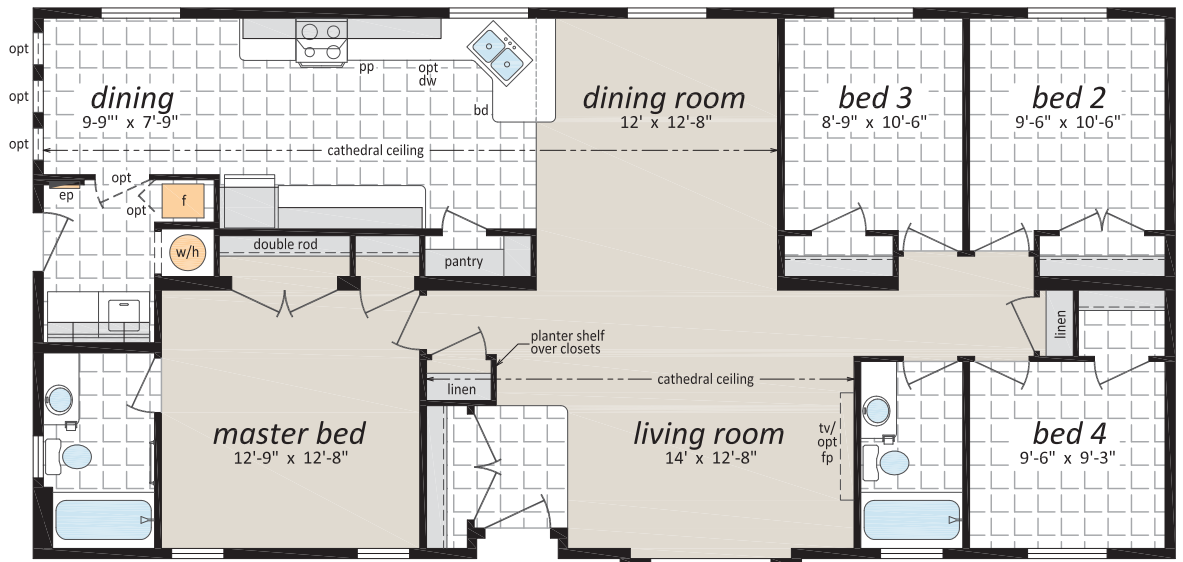 opt
opt
opt
dining
9-9"' x 7'-9"
pp
opt
dw
bd
dining room
12' x 12'-8"
bed 3
8'-9" x 10'-6"
bed 2
9'-6" x 10'-6"
cathedral ceiling
ep
opt
opt
f
w/h
double rod
pantry
linen
planter shelf
over closets
cathedral ceiling
linen
master bed
12'-9" x 12'-8"
living room
14' x 12'-8"
tv/
opt
fp
bed 4
9'-6" x 9'-3"